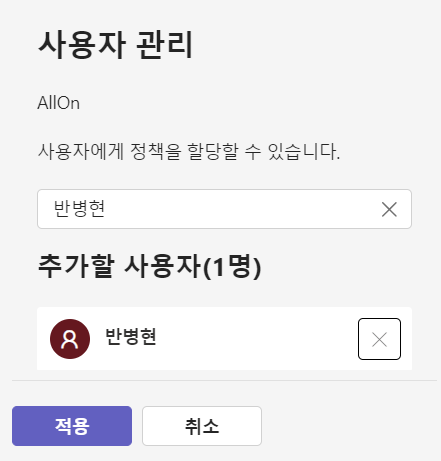 사용자 관리
AllOn
사용자에게 정책을 할당할 수 있습니다.
반병현
추가할 사용자(1명)
반병현
적용 취소